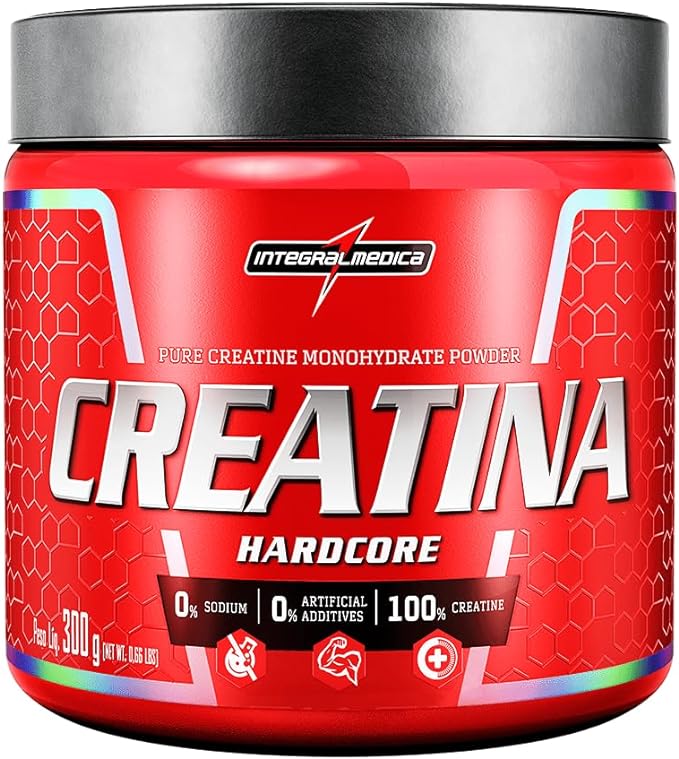 INTEGRALMEDICA
PURE CREATINE MONOHYDRATE POWDER
CREATINA
HARDCORE
0% SODIUM
0% ARTIFICIAL ADDITIVES
100% CREATINE
Peso Líq. 300 g (NET WT: 0.66 LBS)